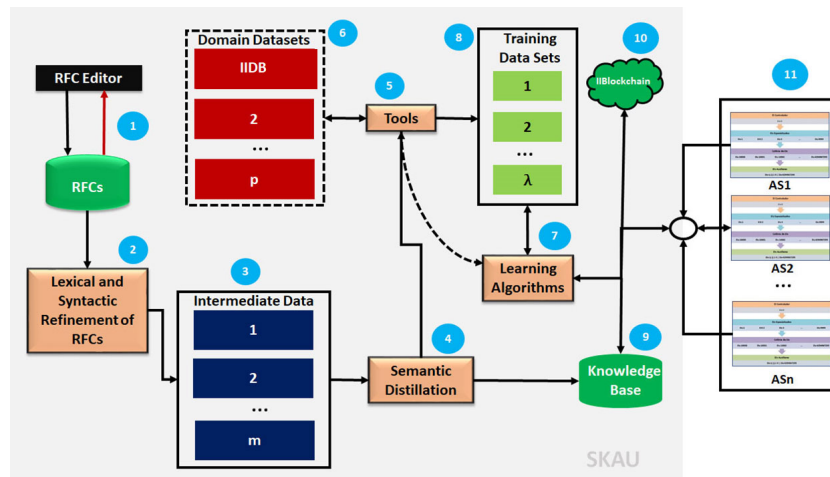 Domain Datasets
6
IIDB
2
...
p
8
Training
Data Sets
1
2
...
λ
10
IIBlockchain
11
RFC Editor
1
RFCs
5
Tools
2
Lexical and
Syntactic
Refinement of
RFCs
3
Intermediate Data
1
2
...
m
4
Semantic
Distillation
7
Learning
Algorithms
9
Knowledge
Base
AS1
AS2
...
ASn
SKAU